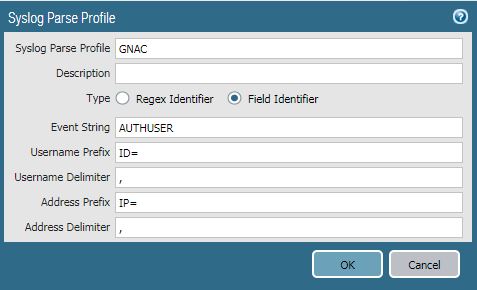 Syslog Parse Profile
Syslog Parse Profile GNAC
Description
Type Regex Identifier Field Identifier
Event String AUTHUSER
Username Prefix ID=
Username Delimiter ,
Address Prefix IP=
Address Delimiter ,
OK Cancel